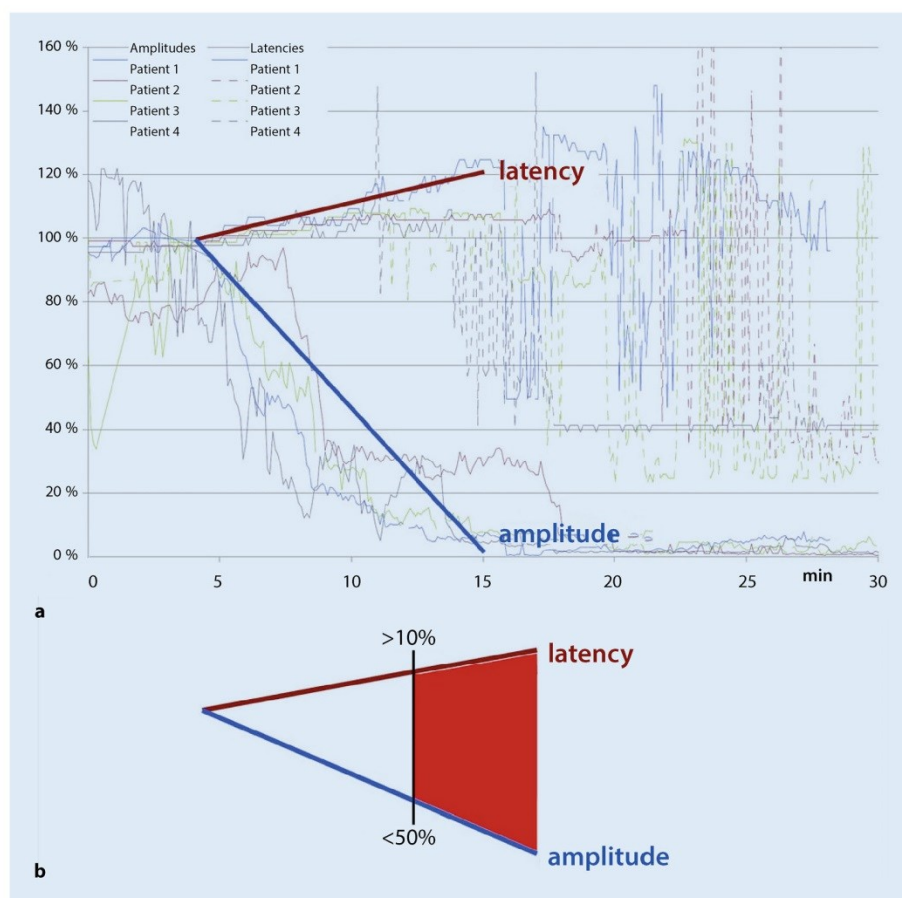 160 %
140 %
120 %
100 %
80 %
60 %
40 %
20 %
0 %
Amplitudes
Patient 1
Patient 2
Patient 3
Patient 4
Latencies
Patient 1
Patient 2
Patient 3
Patient 4
latency
amplitude
0 5 10 15 20 25 min 30
a
>10%
latency
<50%
amplitude
b